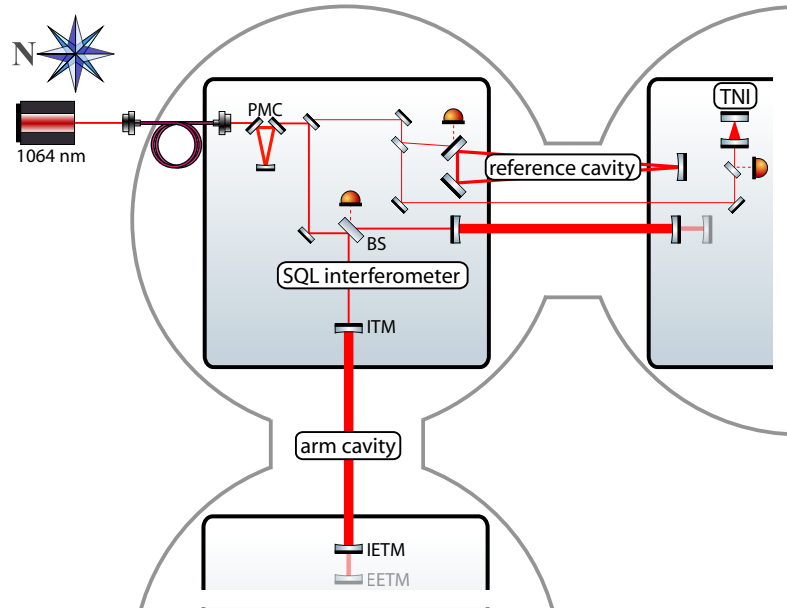 N
1064 nm
PMC
TNI
reference cavity
BS
SQL interferometer
ITM
arm cavity
IETM
EETM